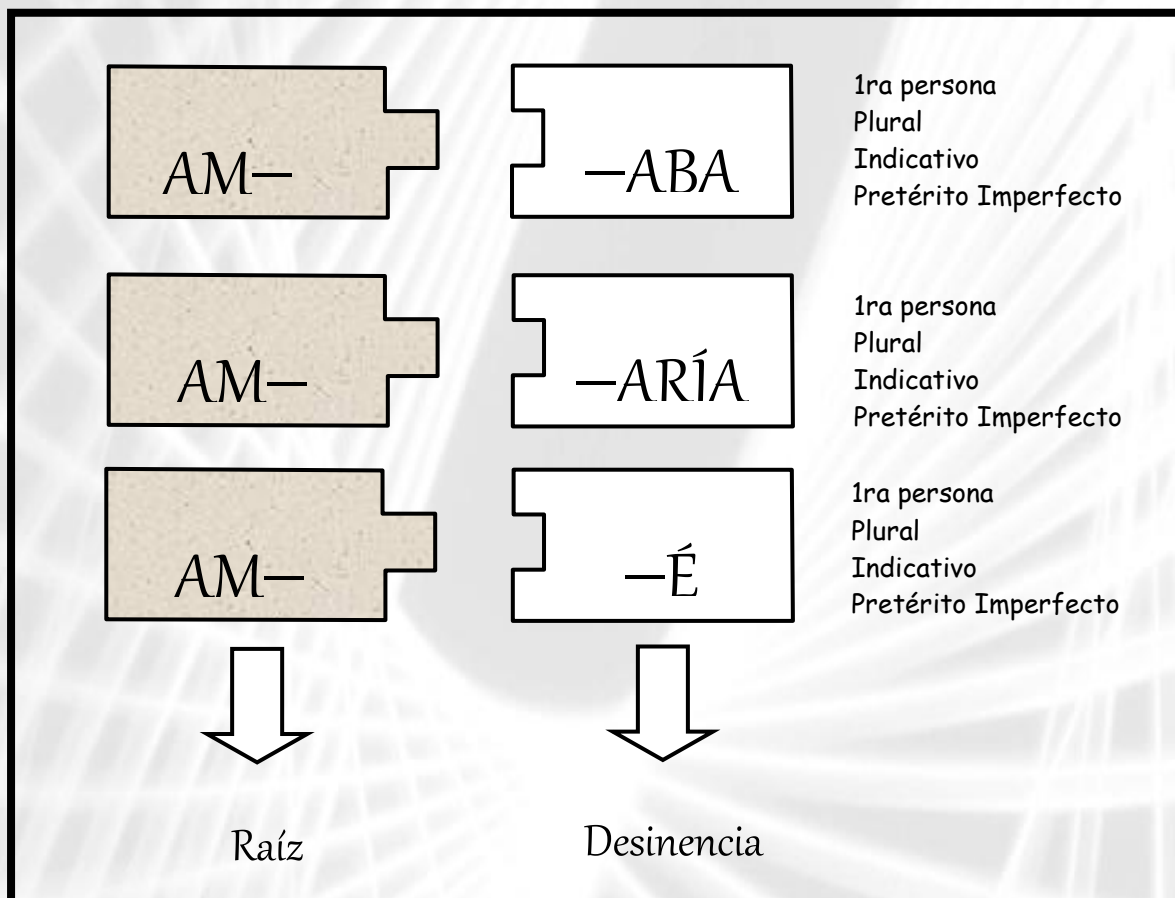 AM–
–ABA
1ra persona
Plural
Indicativo
Pretérito Imperfecto
AM–
–ARÍA
1ra persona
Plural
Indicativo
Pretérito Imperfecto
AM–
–É
1ra persona
Plural
Indicativo
Pretérito Imperfecto
Raíz
Desinencia